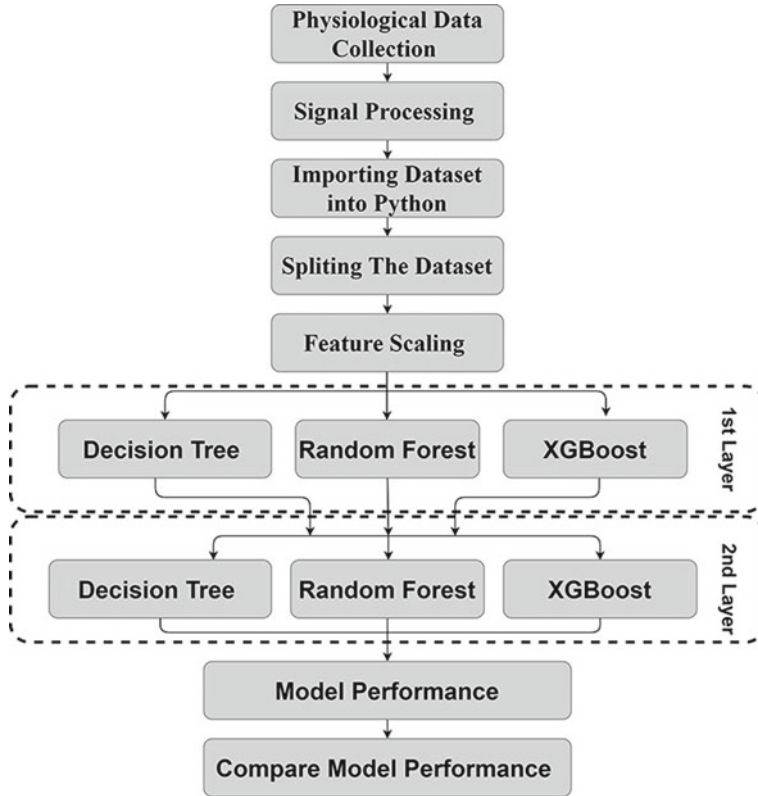 Physiological Data
Collection
Signal Processing
Importing Dataset
into Python
Spliting The Dataset
Feature Scaling
Decision Tree
Random Forest
XGBoost
1st Layer
Decision Tree
Random Forest
XGBoost
2nd Layer
Model Performance
Compare Model Performance